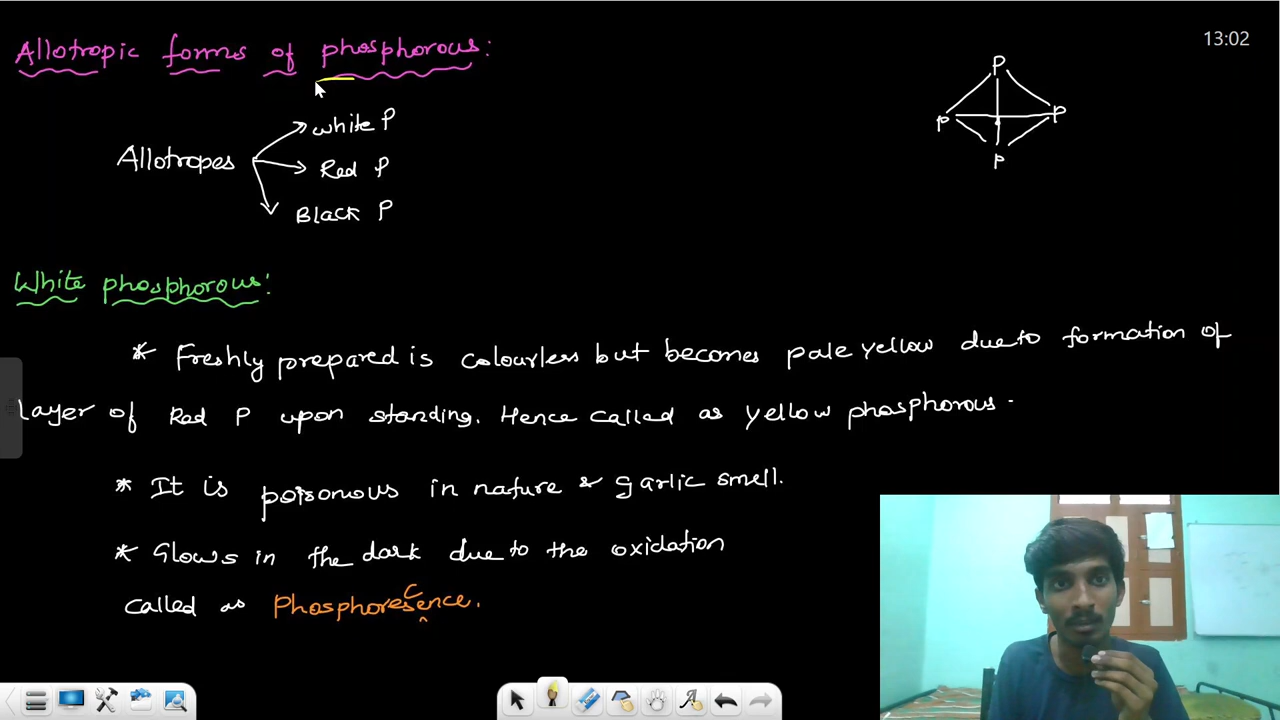 Allotropic forms of phosphorous:
13:02
P
P P
P
Allotropes
White P
Red P
Black P
White phosphorous:
* Freshly prepared is colourless but becomes pale yellow due to formation of
layer of Red P upon standing. Hence called as yellow phosphorous.
* It is poisonous in nature & garlic smell.
* Glows in the dark due to the oxidation
called as Phosphorescence.